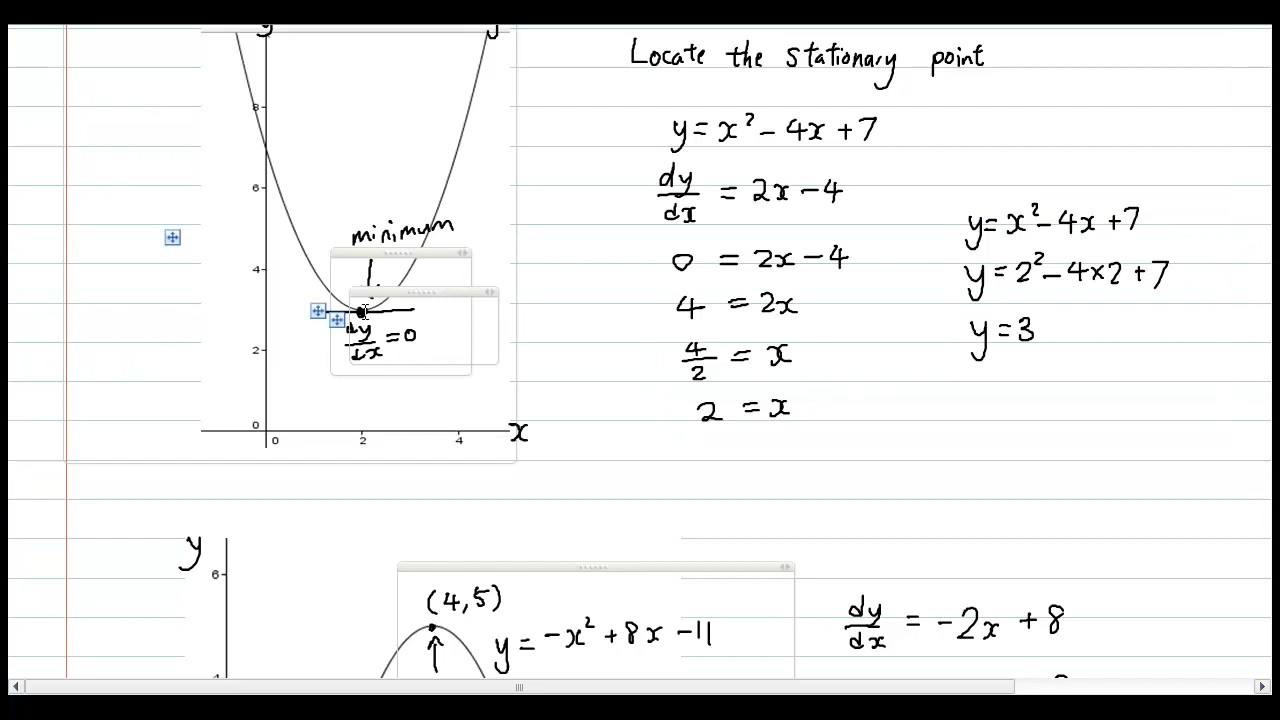 y
y
8
6
4
2
0
0
2
4
x
minimum
dy/dx = 0
Locate the stationary point
y = x² - 4x + 7
dy/dx = 2x - 4
0 = 2x - 4
4 = 2x
4/2 = x
2 = x
y = x² - 4x + 7
y = 2² - 4×2 + 7
y = 3
y
6
(4,5)
y = -x² + 8x - 11
dy/dx = -2x + 8